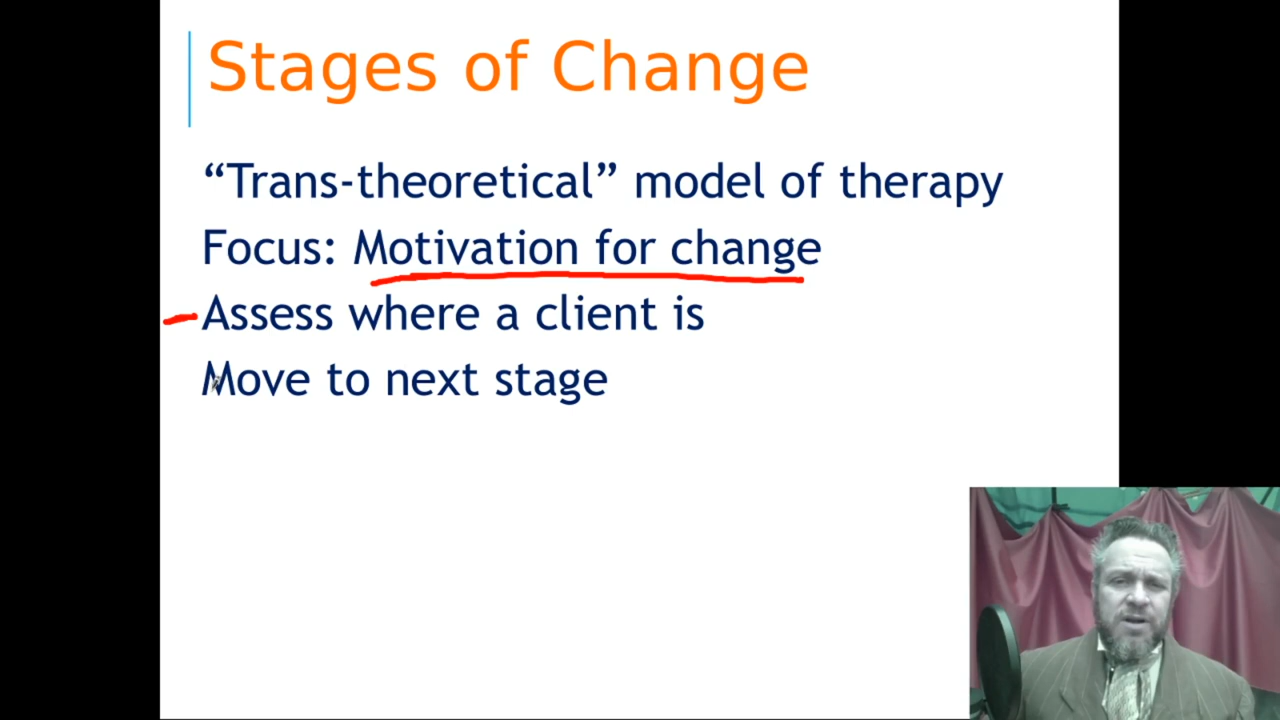 Stages of Change
“Trans-theoretical” model of therapy
Focus: Motivation for change
Assess where a client is
Move to next stage